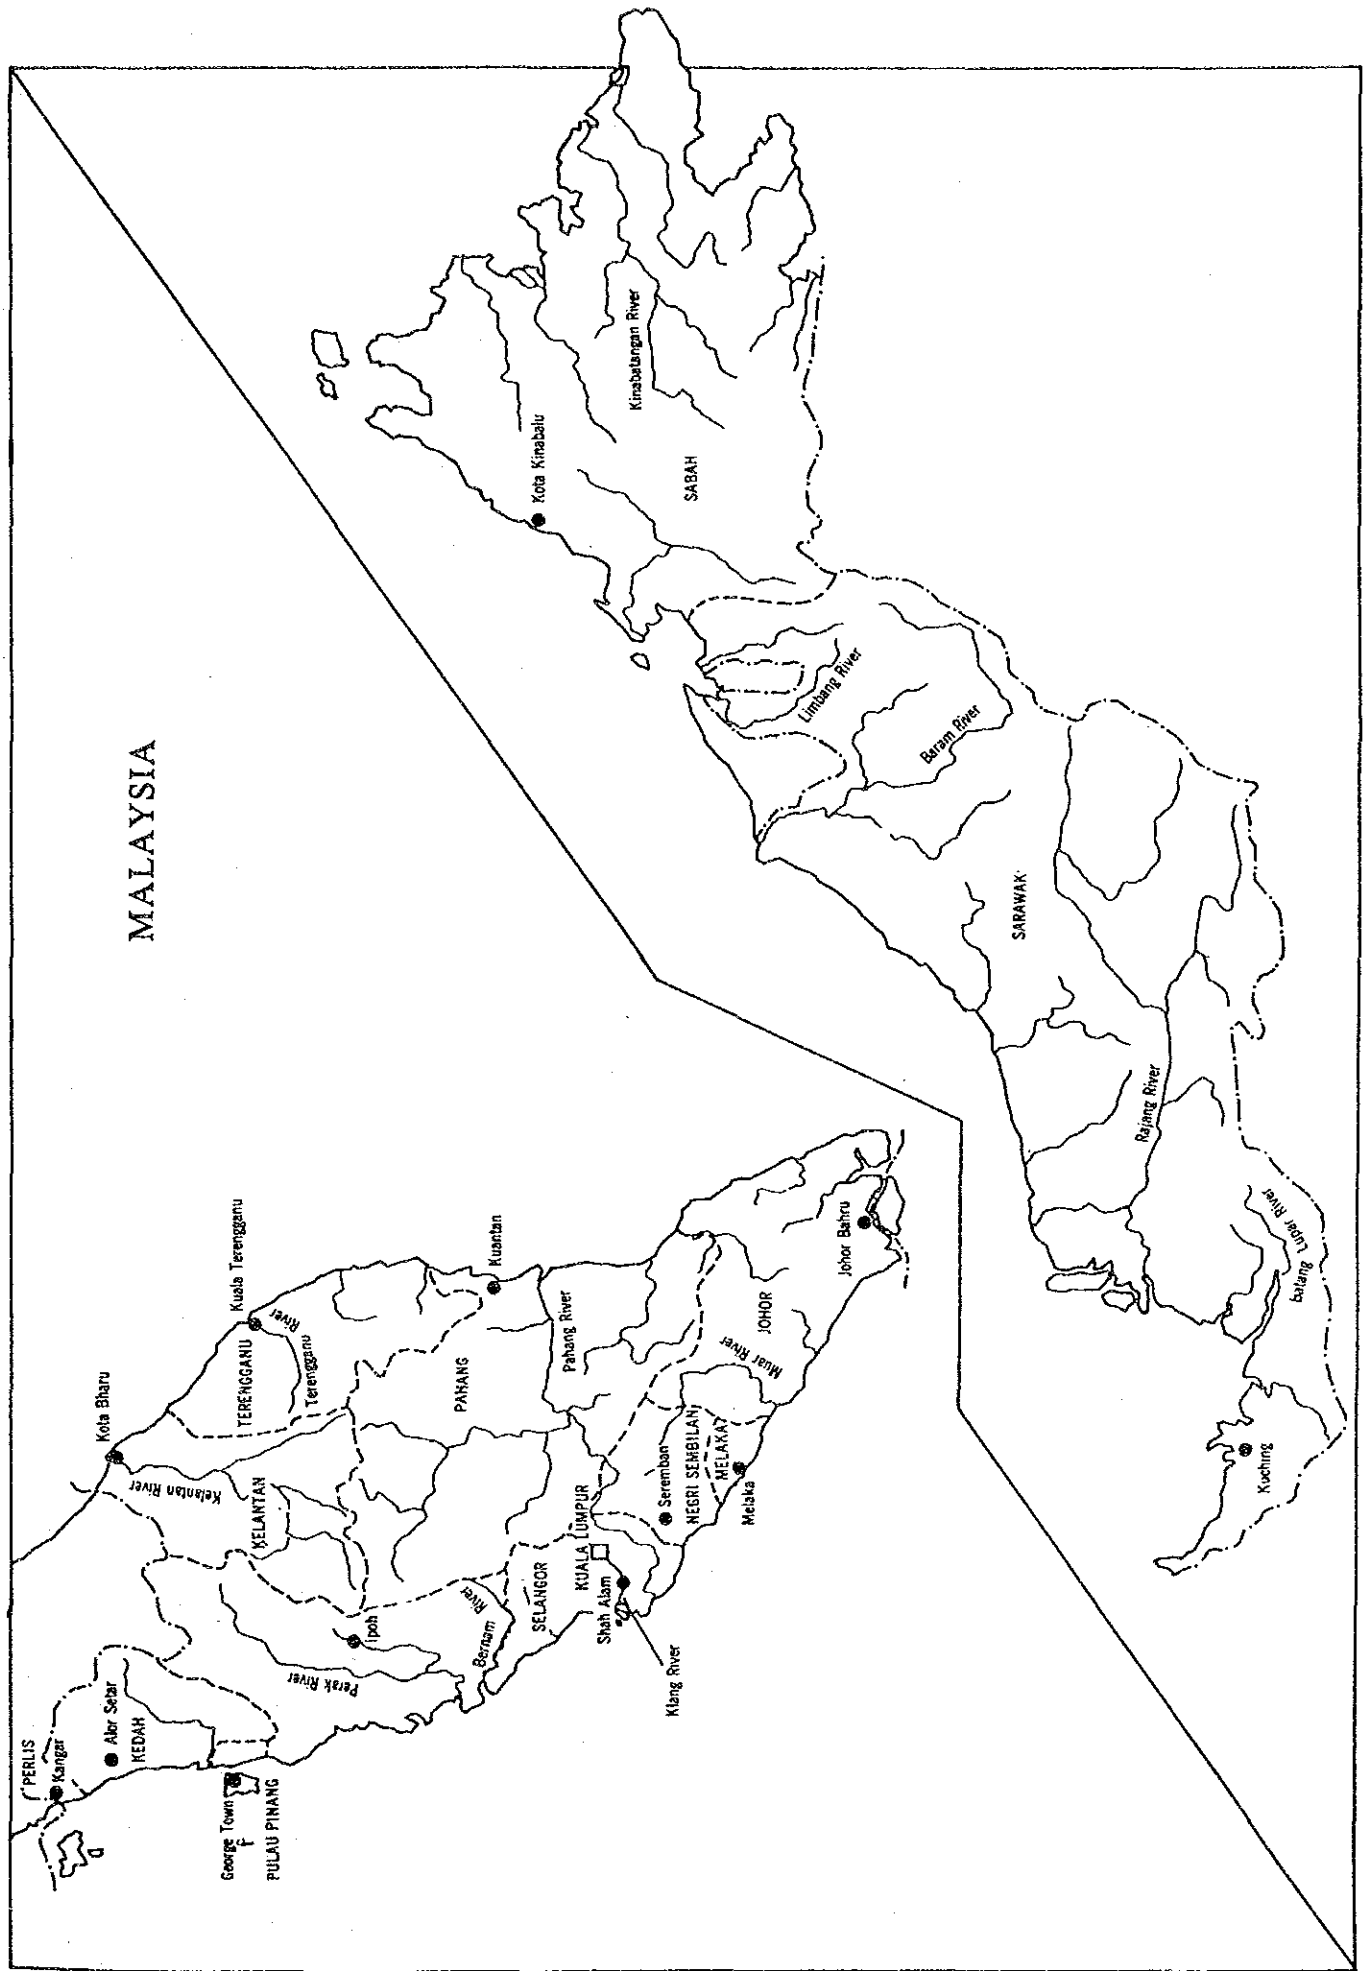 MALAYSIA
PERLIS
Kangar
Alor Setar
KEDAH
George Town
PULAU PINANG
Kota Bharu
Kelantan River
KELANTAN
Kuala Terengganu
TERENGGANU
Terengganu River
Perak River
Ipoh
Bernam River
PAHANG
Kuantan
Pahang River
SELANGOR
KUALA LUMPUR
Shah Alam
Klang River
Seremban
NEGRI SEMBILAN
MELAKA
Melaka
Muar River
JOHOR
Johor Bahru
Kota Kinabalu
Kinabatangan River
SABAH
Limbang River
Baram River
SARAWAK
Rajang River
batang Lupar River
Kuching